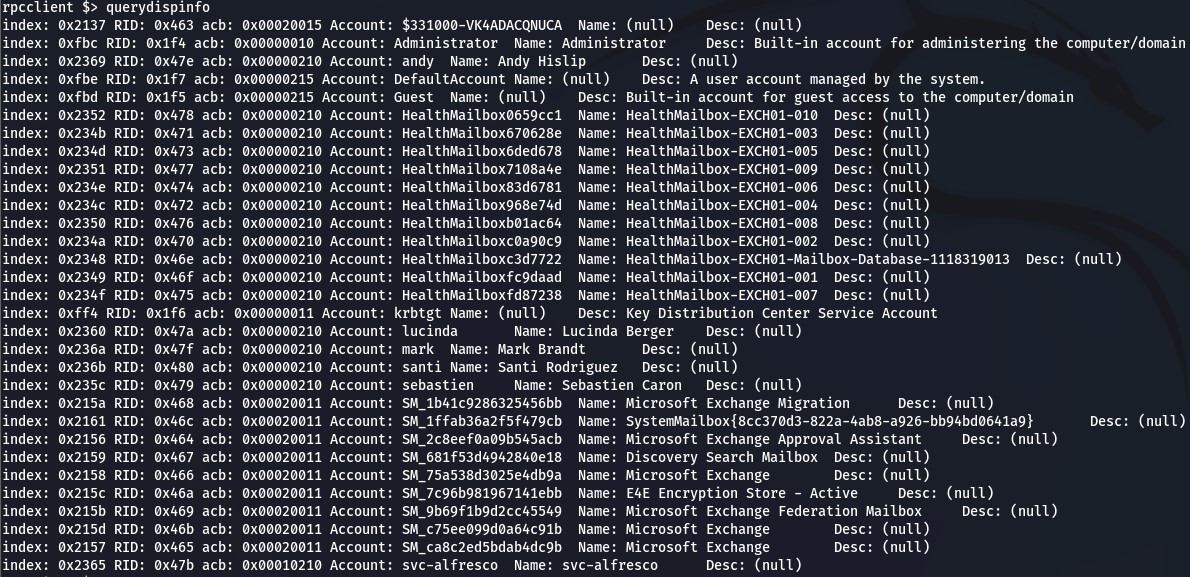 rpcclient $> querydispinfo
index: 0x2137 RID: 0x463 acb: 0x00020015 Account: $331000-VK4ADACQNUCA  Name: (null)    Desc: (null)
index: 0xfbc RID: 0x1f4 acb: 0x00000010 Account: Administrator  Name: Administrator     Desc: Built-in account for administering the computer/domain
index: 0x2369 RID: 0x47e acb: 0x00000210 Account: andy  Name: Andy Hislip       Desc: (null)
index: 0xfbe RID: 0x1f7 acb: 0x00000215 Account: DefaultAccount Name: (null)    Desc: A user account managed by the system.
index: 0xfbd RID: 0x1f5 acb: 0x00000215 Account: Guest  Name: (null)    Desc: Built-in account for guest access to the computer/domain
index: 0x2352 RID: 0x478 acb: 0x00000210 Account: HealthMailbox0659cc1  Name: HealthMailbox-EXCH01-010  Desc: (null)
index: 0x234b RID: 0x471 acb: 0x00000210 Account: HealthMailbox670628e  Name: HealthMailbox-EXCH01-003  Desc: (null)
index: 0x234d RID: 0x473 acb: 0x00000210 Account: HealthMailbox6ded678  Name: HealthMailbox-EXCH01-005  Desc: (null)
index: 0x2351 RID: 0x477 acb: 0x00000210 Account: HealthMailbox7108a4e  Name: HealthMailbox-EXCH01-009  Desc: (null)
index: 0x234e RID: 0x474 acb: 0x00000210 Account: HealthMailbox83d6781  Name: HealthMailbox-EXCH01-006  Desc: (null)
index: 0x234c RID: 0x472 acb: 0x00000210 Account: HealthMailbox968e74d  Name: HealthMailbox-EXCH01-004  Desc: (null)
index: 0x2350 RID: 0x476 acb: 0x00000210 Account: HealthMailboxb01ac64  Name: HealthMailbox-EXCH01-008  Desc: (null)
index: 0x234a RID: 0x470 acb: 0x00000210 Account: HealthMailboxc0a90c9  Name: HealthMailbox-EXCH01-002  Desc: (null)
index: 0x2348 RID: 0x46e acb: 0x00000210 Account: HealthMailboxc3d7722  Name: HealthMailbox-EXCH01-Mailbox-Database-1118319013  Desc: (null)
index: 0x2349 RID: 0x46f acb: 0x00000210 Account: HealthMailboxfc9daad  Name: HealthMailbox-EXCH01-001  Desc: (null)
index: 0x234f RID: 0x475 acb: 0x00000210 Account: HealthMailboxfd87238  Name: HealthMailbox-EXCH01-007  Desc: (null)
index: 0xff4 RID: 0x1f6 acb: 0x00000011 Account: krbtgt Name: (null)    Desc: Key Distribution Center Service Account
index: 0x2360 RID: 0x47a acb: 0x00000210 Account: lucinda       Name: Lucinda Berger    Desc: (null)
index: 0x236a RID: 0x47f acb: 0x00000210 Account: mark  Name: Mark Brandt       Desc: (null)
index: 0x236b RID: 0x480 acb: 0x00000210 Account: santi Name: Santi Rodriguez   Desc: (null)
index: 0x235c RID: 0x479 acb: 0x00000210 Account: sebastien     Name: Sebastien Caron   Desc: (null)
index: 0x215a RID: 0x468 acb: 0x00020011 Account: SM_1b41c9286325456bb  Name: Microsoft Exchange Migration      Desc: (null)
index: 0x2161 RID: 0x46c acb: 0x00020011 Account: SM_1ffab36a2f5f479cb  Name: SystemMailbox{8cc370d3-822a-4ab8-a926-bb94bd0641a9}       Desc: (null)
index: 0x2156 RID: 0x464 acb: 0x00020011 Account: SM_2c8eef0a09b545acb  Name: Microsoft Exchange Approval Assistant     Desc: (null)
index: 0x2159 RID: 0x467 acb: 0x00020011 Account: SM_681f53d4942840e18  Name: Discovery Search Mailbox  Desc: (null)
index: 0x2158 RID: 0x466 acb: 0x00020011 Account: SM_75a538d3025e4db9a  Name: Microsoft Exchange        Desc: (null)
index: 0x215c RID: 0x46a acb: 0x00020011 Account: SM_7c96b981967141ebb  Name: E4E Encryption Store - Active     Desc: (null)
index: 0x215b RID: 0x469 acb: 0x00020011 Account: SM_9b69f1b9d2cc45549  Name: Microsoft Exchange Federation Mailbox     Desc: (null)
index: 0x215d RID: 0x46b acb: 0x00020011 Account: SM_c75ee099d0a64c91b  Name: Microsoft Exchange        Desc: (null)
index: 0x2157 RID: 0x465 acb: 0x00020011 Account: SM_ca8c2ed5bdab4dc9b  Name: Microsoft Exchange        Desc: (null)
index: 0x2365 RID: 0x47b acb: 0x00010210 Account: svc-alfresco  Name: svc-alfresco      Desc: (null)